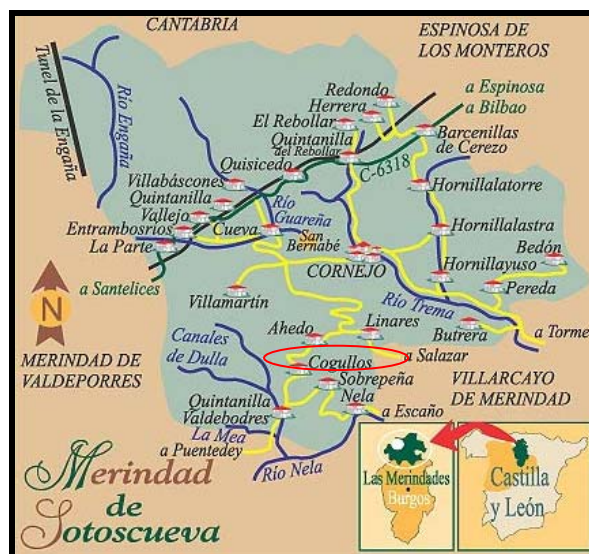 CANTABRIA
ESPINOSA DE
LOS MONTEROS
Tunel de la Engaña
Río Engaña
Redondo
Herrera
El Rebollar
Quintanilla
del Rebollar
a Espinosa
a Bilbao
Barcenillas
de Cerezo
Quisicedo
C-6318
Villabáscones
Quintanilla
Vallejo
Entrambosríos
La Parte
Cueva
Río
Guareña
San
Bernabé
Hornillalatorre
Hornillalastra
Bedón
CORNEJO
Hornillayuso
Pereda
a Santelices
Villamartín
Río Trema
N
Ahedo
Linares
Butrera
a Torme
MERINDAD DE
VALDEPORRES
Canales
de Dulla
Cogullos
a Salazar
Sobrepeña
Nela
VILLARCAYO
DE MERINDAD
Quintanilla
Valdebodres
a Escaño
La Mea
a Puentedey
Río Nela
Merindad
de
Sotoscueva
Las Merindades
Burgos
Castilla
y León